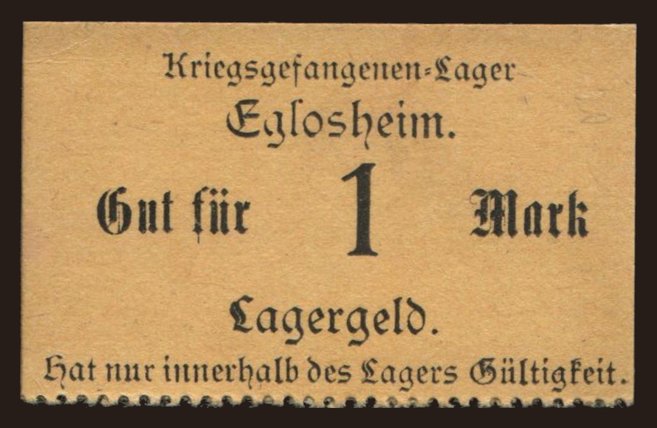 Kriegsgefangenen-Lager
Eglosheim.
Gut für 1 Mark
Lagergeld.
Hat nur innerhalb des Lagers Gültigkeit.